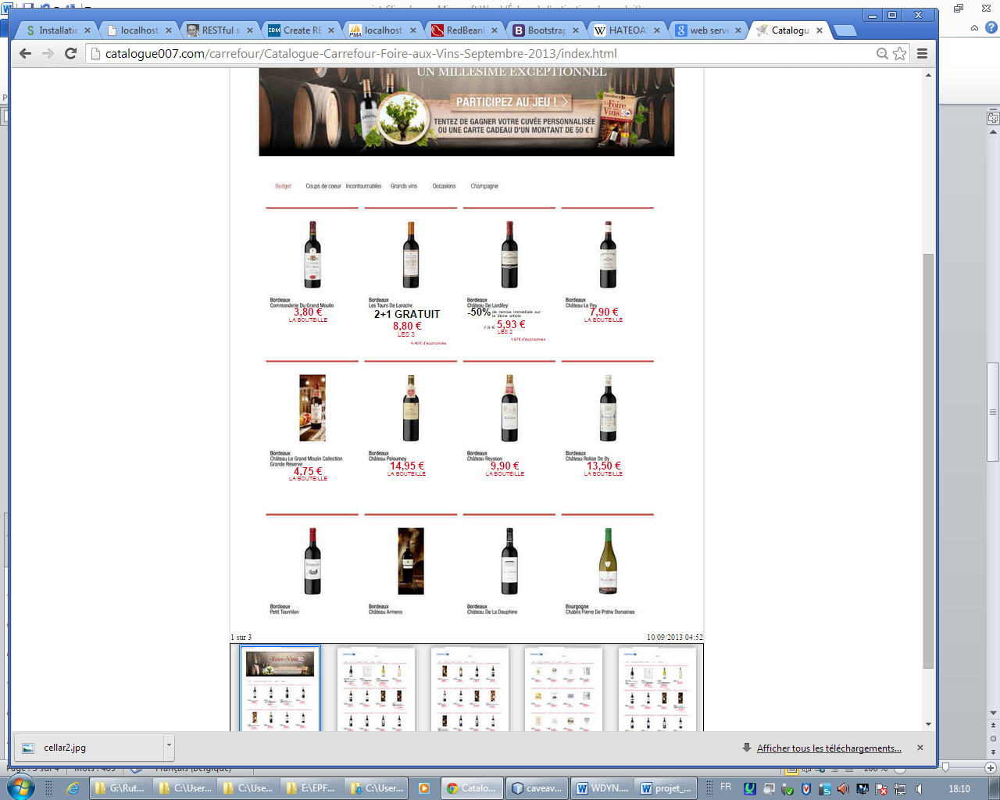 Installatio
localhost
RESTful s
Create RE
localhost
RedBeanI
Bootstrap
HATEOAS
web servi
Catalogu
catalogue007.com/carrefour/Catalogue-Carrefour-Foire-aux-Vins-Septembre-2013/index.html
UN MILLESIME EXCEPTIONNEL
PARTICIPEZ AU JEU ! >
TENTEZ DE GAGNER VOTRE CUVÉE PERSONNALISÉE
OU UNE CARTE CADEAU D'UN MONTANT DE 50 € !
Foire Vins
Budget Coups de coeur Incontournables Grands vins Occasions Champagne
Bordeaux
Commanderie Du Grand Moulin
3,80 €
LA BOUTEILLE
Bordeaux
Les Tours De Laroche
2+1 GRATUIT
8,80 €
LES 3
4,40 € d'économies
Bordeaux
Château De Lardiley
-50% de remise immédiate sur
le 2ème article
7.9 € 5,93 €
LES 2
1.97€ d'économies
Bordeaux
Château Le Pey
7,90 €
LA BOUTEILLE
Bordeaux
Château Le Grand Moulin Collection
Grande Réserve
4,75 €
LA BOUTEILLE
Bordeaux
Château Paloumey
14,95 €
LA BOUTEILLE
Bordeaux
Château Reysson
9,90 €
LA BOUTEILLE
Bordeaux
Château Rollan De By
13,50 €
LA BOUTEILLE
Bordeaux
Petit Tournilon
Bordeaux
Château Armens
Bordeaux
Château De La Dauphine
Bourgogne
Chablis Pierre De Préhy Domaines
1 sur 3
10/09/2013 04:52
cellar2.jpg
Afficher tous les téléchargements...
G:\Rut...
C:\User...
C:\Use...
E:\EPF...
C:\User...
Catalo...
caveav...
WDYN...
projet_...
FR
18:10